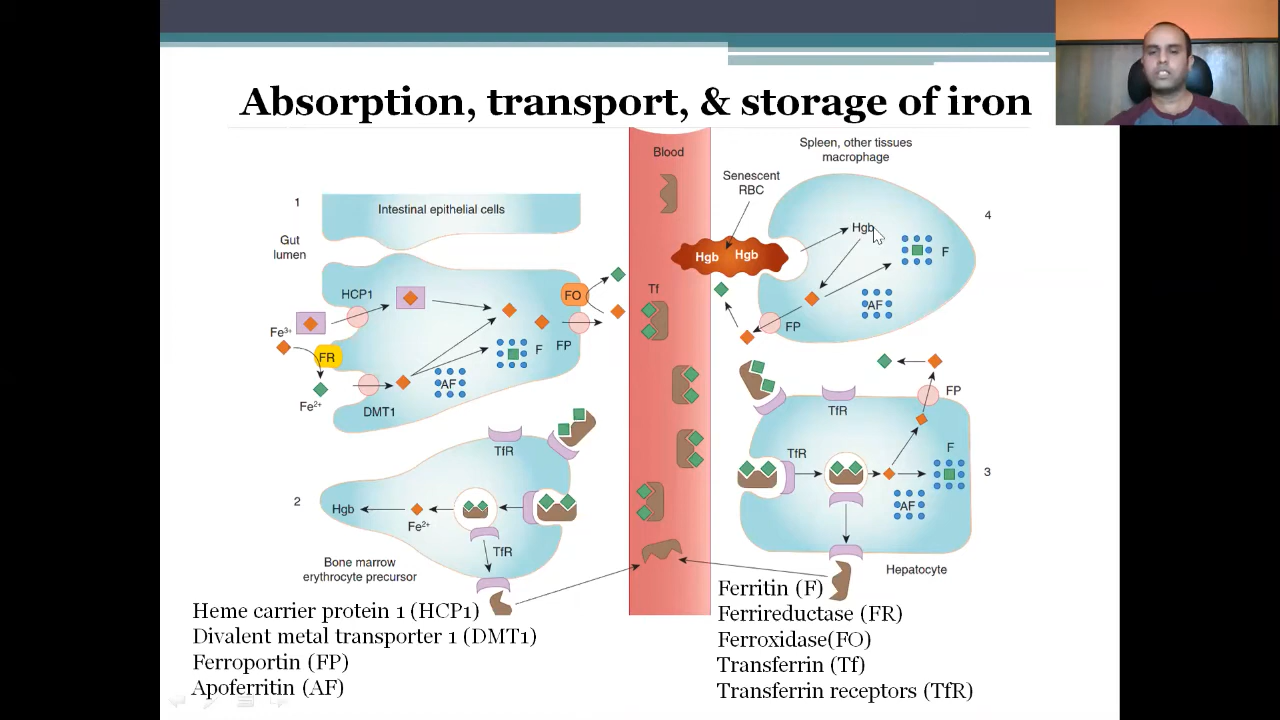 Absorption, transport, & storage of iron
Blood
Spleen, other tissues
macrophage
Senescent
RBC
1
Intestinal epithelial cells
4
Gut
lumen
Hgb
Hgb
Hgb
F
HCP1
FO
Tf
AF
Fe3+
FP
FP
FR
F
AF
Fe2+
DMT1
TfR
FP
TfR
TfR
F
3
2
Hgb
Fe2+
AF
TfR
Bone marrow
erythrocyte precursor
Hepatocyte
Heme carrier protein 1 (HCP1)
Divalent metal transporter 1 (DMT1)
Ferroportin (FP)
Apoferritin (AF)
Ferritin (F)
Ferrireductase (FR)
Ferroxidase(FO)
Transferrin (Tf)
Transferrin receptors (TfR)